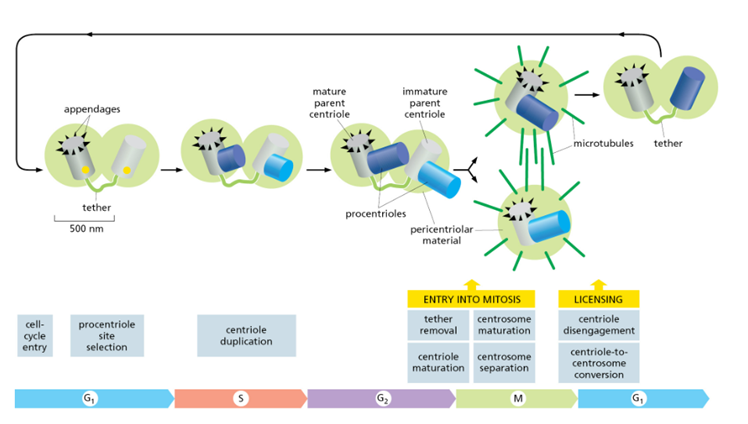 appendages
tether
500 nm
mature
parent
centriole
immature
parent
centriole
procentrioles
pericentriolar
material
microtubules
tether
ENTRY INTO MITOSIS
LICENSING
cell-
cycle
entry
procentriole
site
selection
centriole
duplication
tether
removal
centrosome
maturation
centriole
maturation
centrosome
separation
centriole
disengagement
centriole-to-
centrosome
conversion
G₁
S
G₂
M
G₁